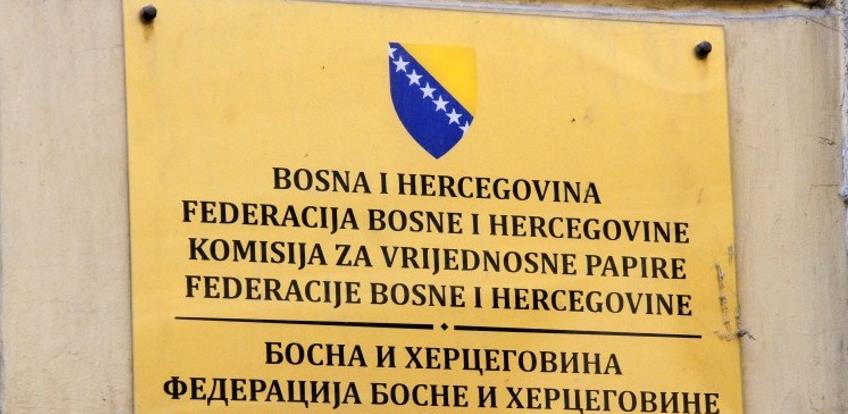 BOSNA I HERCEGOVINA
FEDERACIJA BOSNE I HERCEGOVINE
KOMISIJA ZA VRIJEDNOSNE PAPIRE
FEDERACIJE BOSNE I HERCEGOVINE
БОСНА И ХЕРЦЕГОВИНА
ФЕДЕРАЦИЈА БОСНЕ И ХЕРЦЕГОВИНЕ